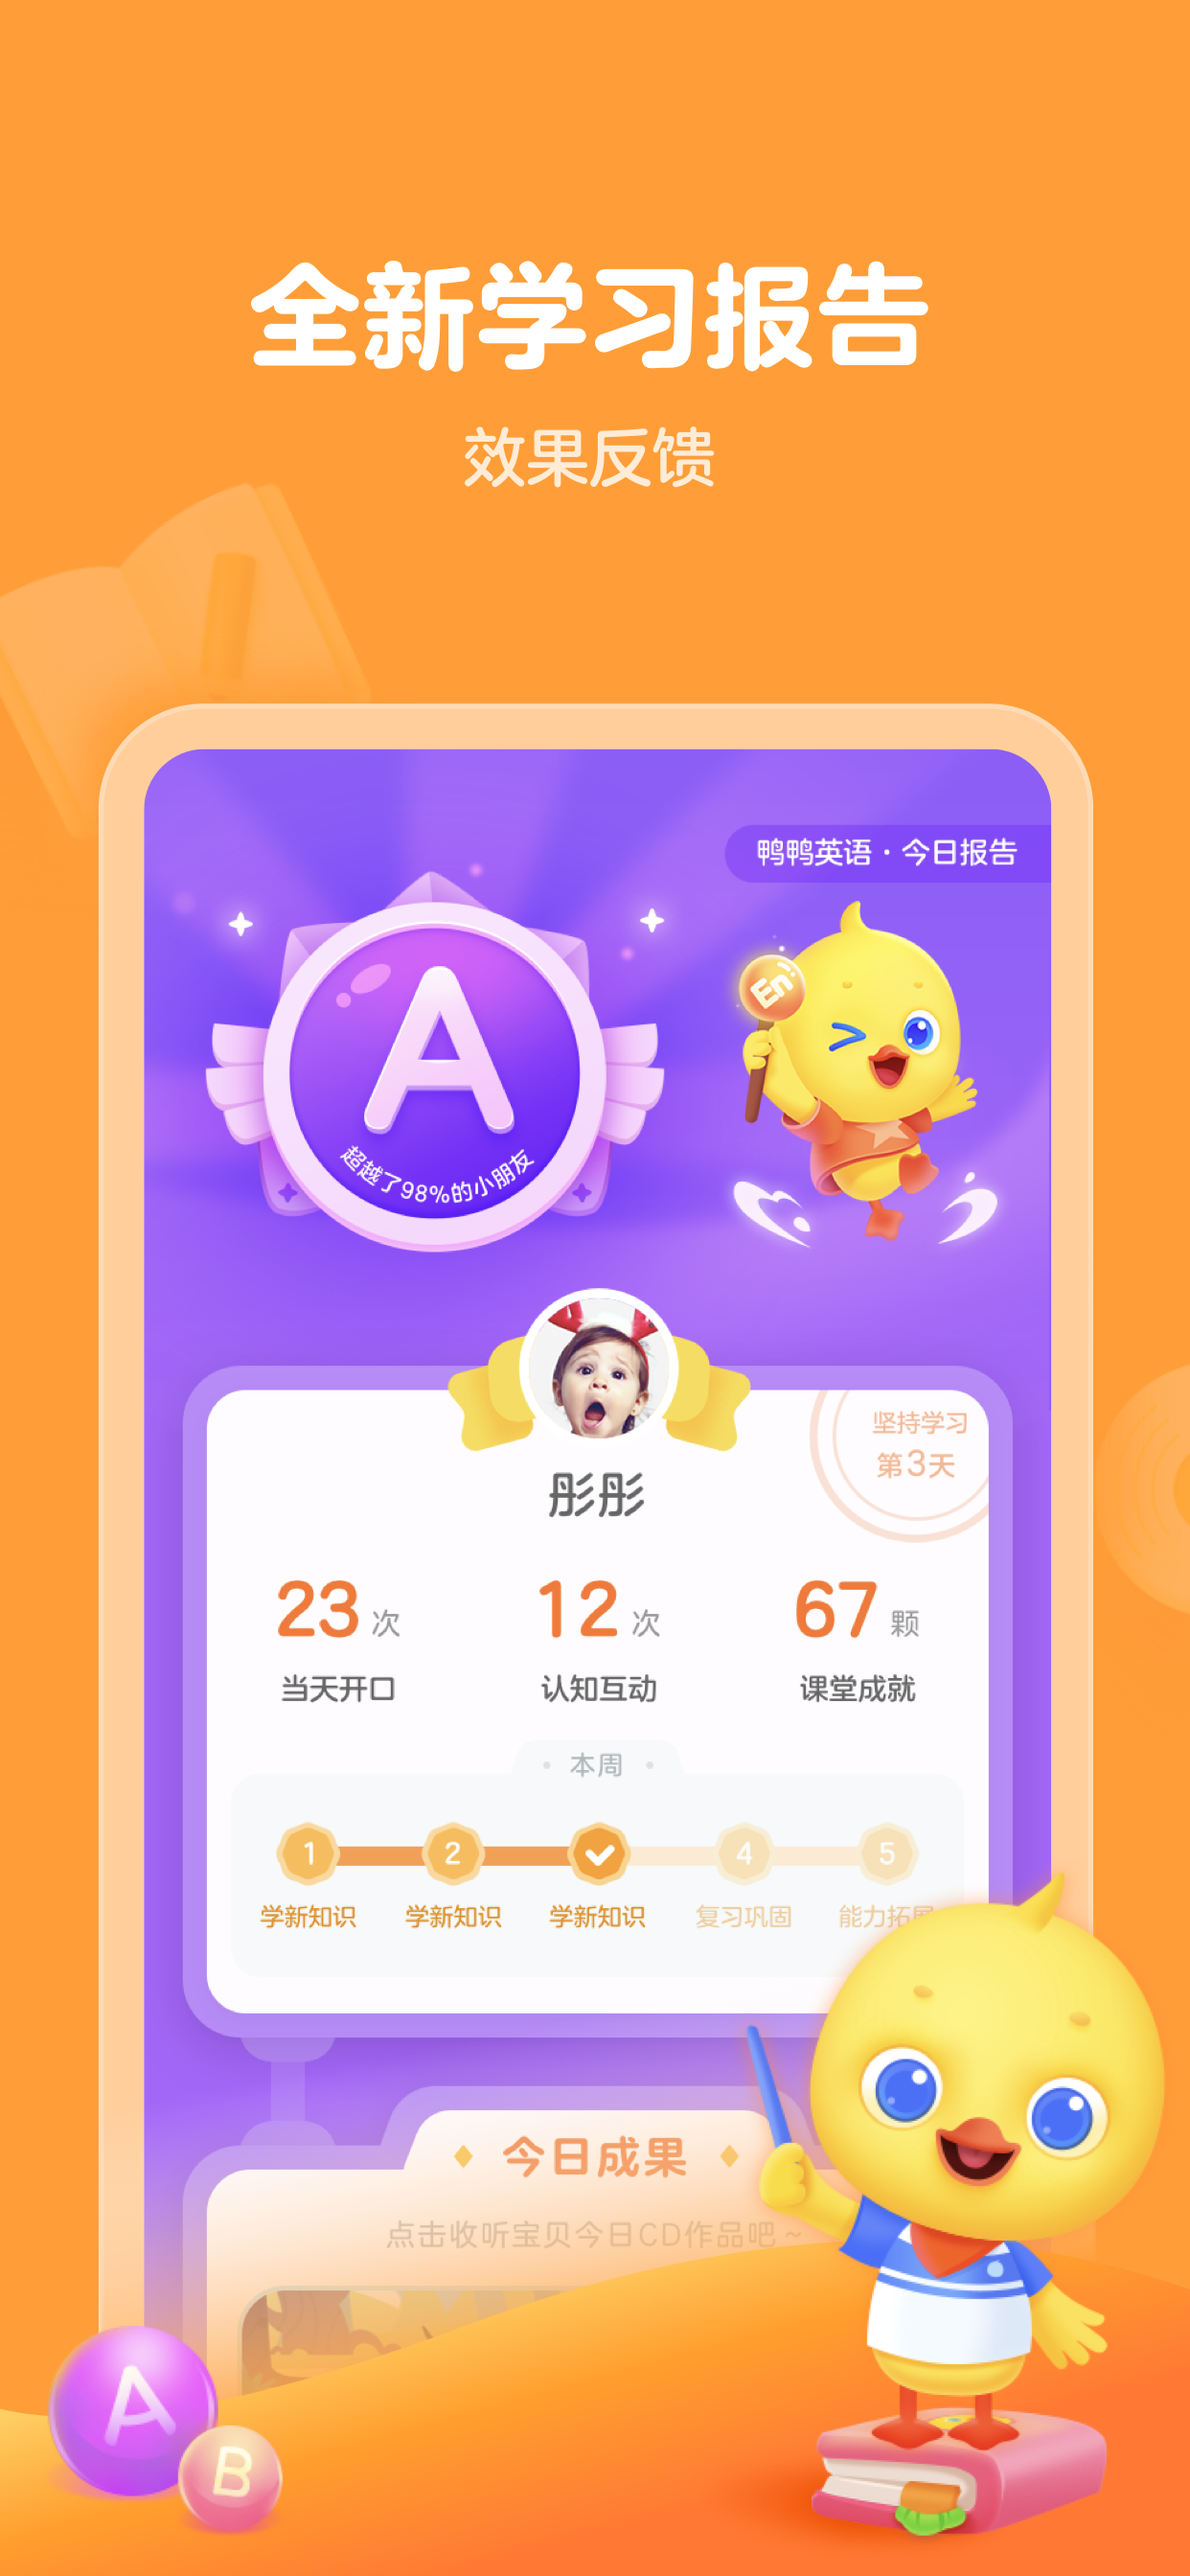 全新学习报告
效果反馈
鸭鸭英语·今日报告
En
A
超越了98%的小朋友
坚持学习
第3天
彤彤
23次 12次 67颗
当天开口 认知互动 课堂成就
本周
1 2 4 5
学新知识 学新知识 学新知识 复习巩固 能力拓展
今日成果
点击收听宝贝今日CD作品吧~
A
B